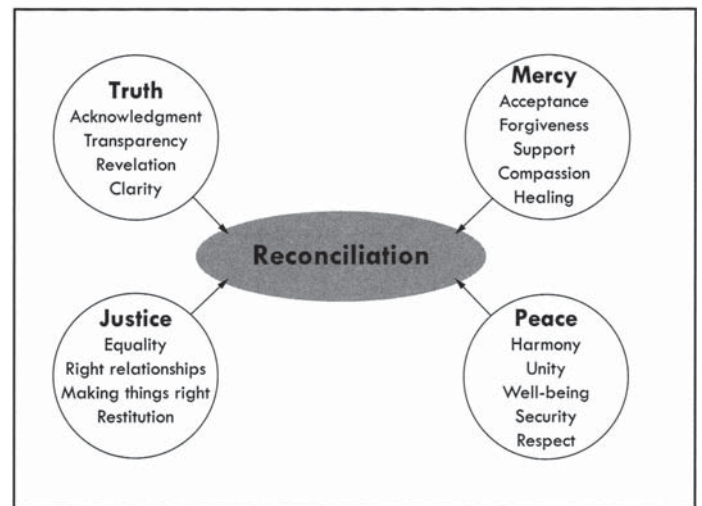 Truth
Acknowledgment
Transparency
Revelation
Clarity
Mercy
Acceptance
Forgiveness
Support
Compassion
Healing
Reconciliation
Justice
Equality
Right relationships
Making things right
Restitution
Peace
Harmony
Unity
Well-being
Security
Respect